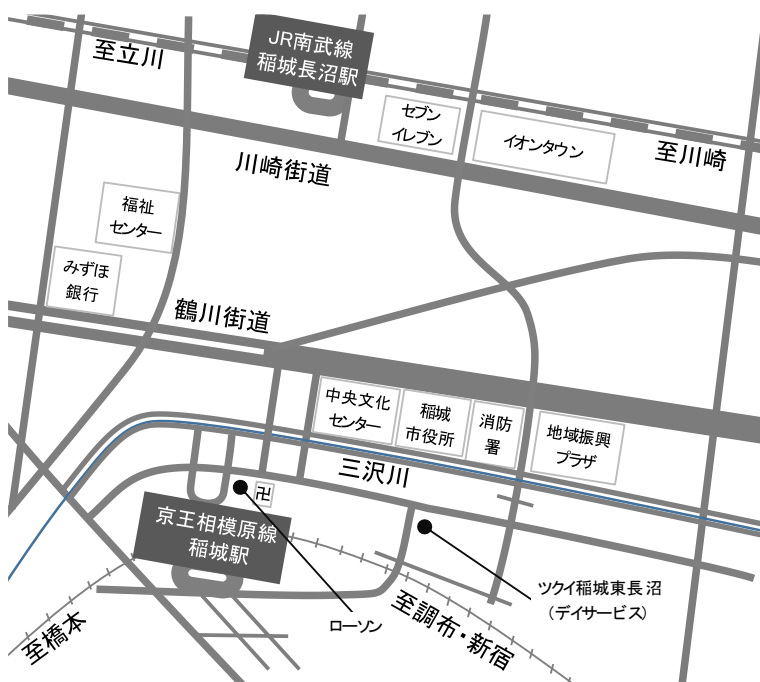 JR南武線
稲城長沼駅
至立川
セブン
イレブン
イオンタウン
至川崎
川崎街道
福祉
センター
みずほ
銀行
鶴川街道
中央文化
センター
稲城
市役所
消防
署
地域振興
プラザ
三沢川
卍
京王相模原線
稲城駅
ツクイ稲城東長沼
（デイサービス）
ローソン
至調布・新宿
至橋本